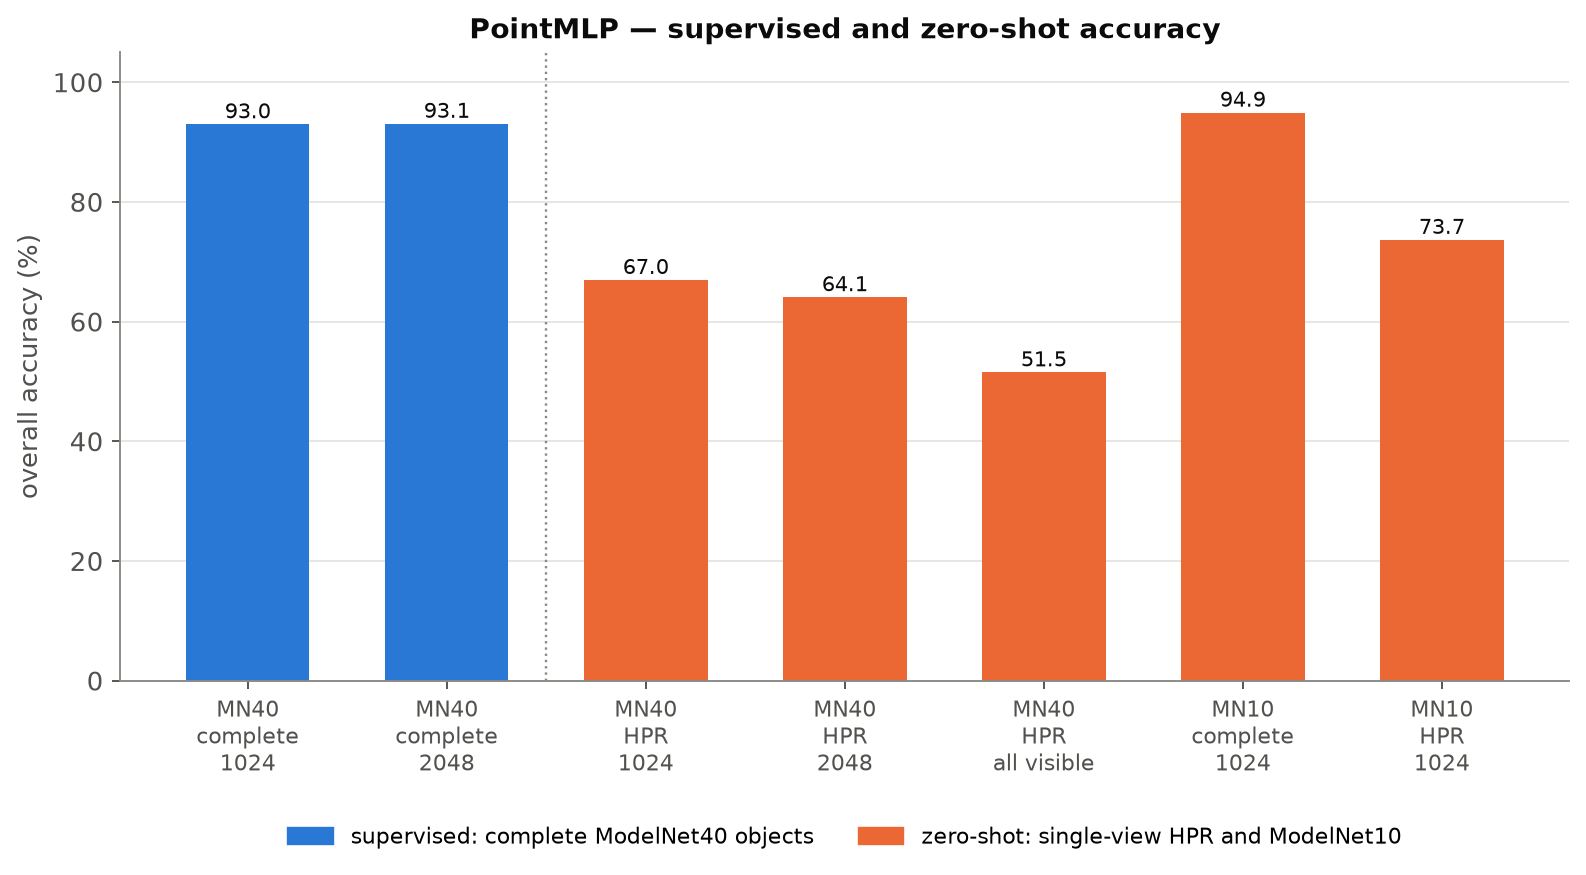 PointMLP — supervised and zero-shot accuracy
overall accuracy (%)
100
80
60
40
20
0
93.0
93.1
67.0
64.1
51.5
94.9
73.7
MN40
complete
1024
MN40
complete
2048
MN40
HPR
1024
MN40
HPR
2048
MN40
HPR
all visible
MN10
complete
1024
MN10
HPR
1024
supervised: complete ModelNet40 objects
zero-shot: single-view HPR and ModelNet10